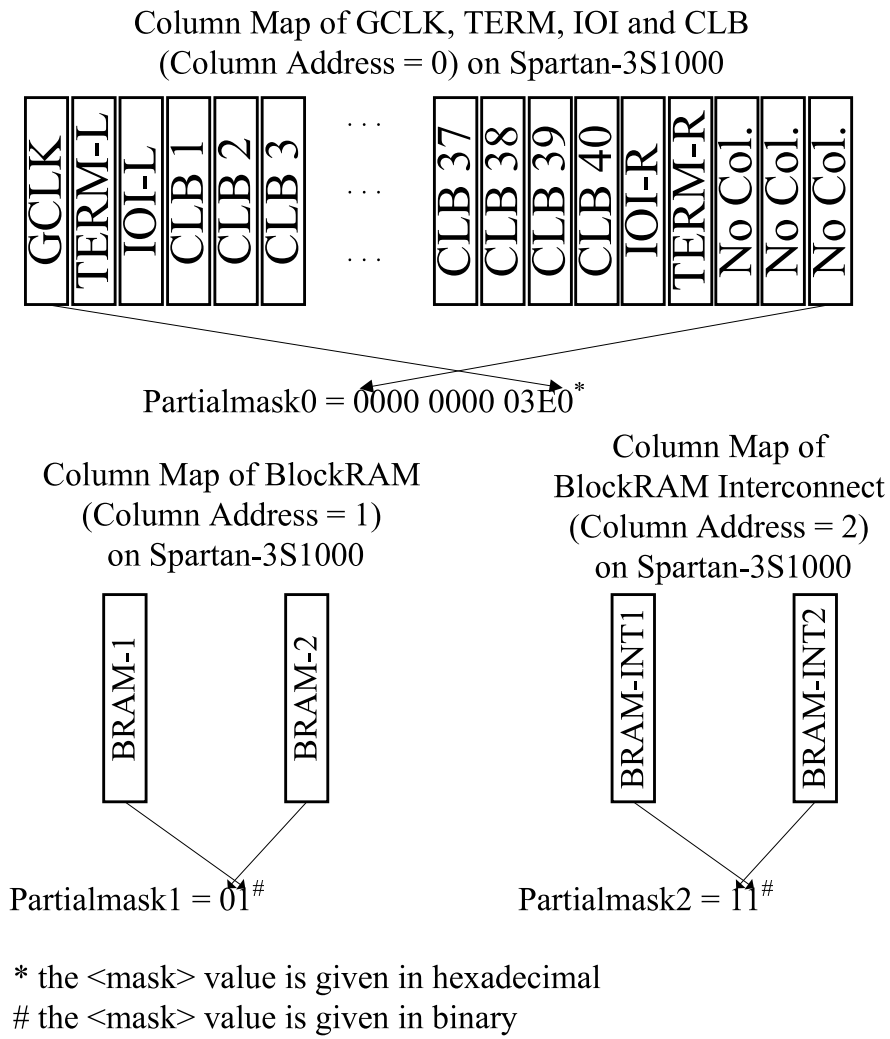 Column Map of GCLK, TERM, IOI and CLB
(Column Address = 0) on Spartan-3S1000
GCLK
TERM-L
IOI-L
CLB 1
CLB 2
CLB 3
. . .
. . .
. . .
CLB 37
CLB 38
CLB 39
CLB 40
IOI-R
TERM-R
No Col.
No Col.
No Col.
Partialmask0 = 0000 0000 03E0*
Column Map of BlockRAM
(Column Address = 1)
on Spartan-3S1000
BRAM-1
BRAM-2
Partialmask1 = 01#
Column Map of
BlockRAM Interconnect
(Column Address = 2)
on Spartan-3S1000
BRAM-INT1
BRAM-INT2
Partialmask2 = 11#
* the <mask> value is given in hexadecimal
# the <mask> value is given in binary